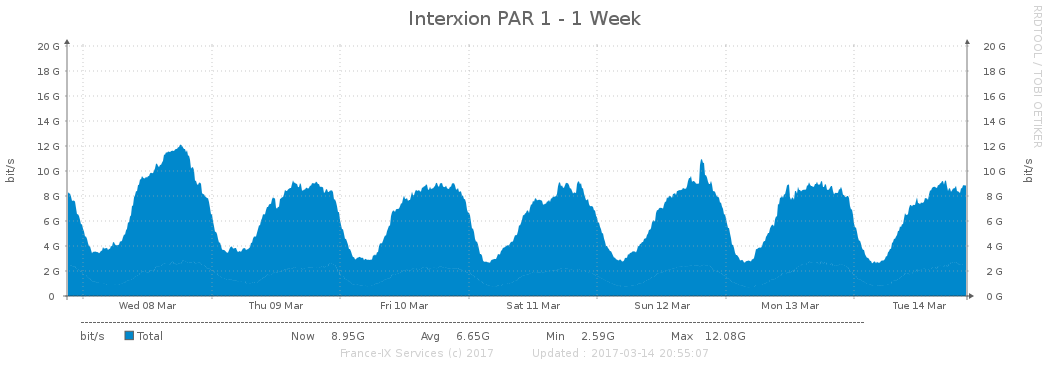 Interxion PAR 1 - 1 Week
RRDTOOL / TOBI OETIKER
20 G 20 G
18 G 18 G
16 G 16 G
14 G 14 G
12 G 12 G
10 G 10 G
8 G 8 G
6 G 6 G
4 G 4 G
2 G 2 G
0 0 G
bit/s
bit/s
Wed 08 Mar Thu 09 Mar Fri 10 Mar Sat 11 Mar Sun 12 Mar Mon 13 Mar Tue 14 Mar
bit/s Total Now 8.95G Avg 6.65G Min 2.59G Max 12.08G
France-IX Services (c) 2017 Updated : 2017-03-14 20:55:07